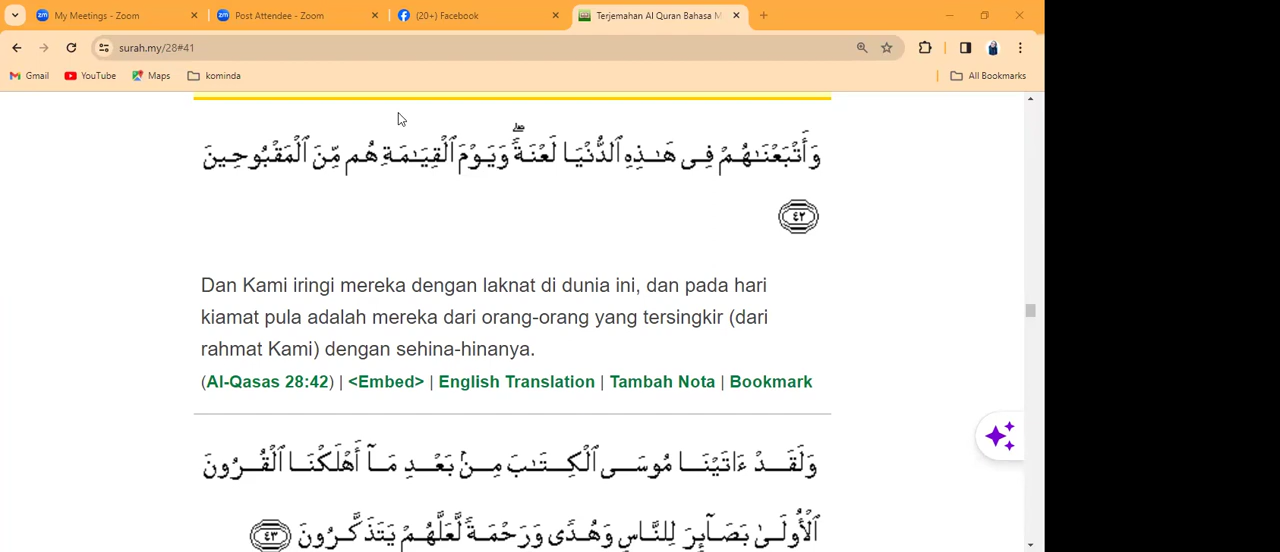 My Meetings - Zoom
Post Attendee - Zoom
(20+) Facebook
Terjemahan Al Quran Bahasa M
surah.my/28#41
Gmail
YouTube
Maps
kominda
All Bookmarks
وَأَتْبَعْنَـٰهُمْ فِى هَـٰذِهِ ٱلدُّنْيَا لَعْنَةًۖ وَيَوْمَ ٱلْقِيَـٰمَةِ هُم مِّنَ ٱلْمَقْبُوحِينَ
٤٢
Dan Kami iringi mereka dengan laknat di dunia ini, dan pada hari
kiamat pula adalah mereka dari orang-orang yang tersingkir (dari
rahmat Kami) dengan sehina-hinanya.
(Al-Qasas 28:42) | <Embed> | English Translation | Tambah Nota | Bookmark
وَلَقَدْ ءَاتَيْنَا مُوسَى ٱلْكِتَـٰبَ مِنۢ بَعْدِ مَآ أَهْلَكْنَا ٱلْقُرُونَ
ٱلْأُولَىٰ بَصَآئِرَ لِلنَّاسِ وَهُدًى وَرَحْمَةً لَّعَلَّهُمْ يَتَذَكَّرُونَ ٤٣